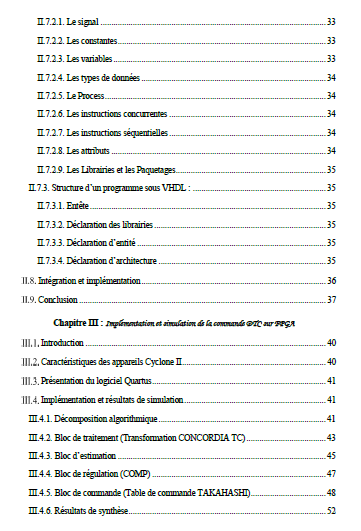 II.7.2.1. Le signal ........ 33
II.7.2.2. Les constantes ........ 33
II.7.2.3. Les variables ........ 33
II.7.2.4. Les types de données ........ 34
II.7.2.5. Le Process ........ 34
II.7.2.6. Les instructions concurrentes ........ 34
II.7.2.7. Les instructions séquentielles ........ 34
II.7.2.8. Les attributs ........ 34
II.7.2.9. Les Librairies et les Paquetages ........ 35
II.7.3. Structure d’un programme sous VHDL : ........ 35
II.7.3.1. Entête ........ 35
II.7.3.2. Déclaration des librairies ........ 35
II.7.3.3. Déclaration d’entité ........ 35
II.7.3.4. Déclaration d’architecture ........ 35
II.8. Intégration et implémentation ........ 36
II.9. Conclusion ........ 37
Chapitre III : Implémentation et simulation de la commande DTC sur FPGA
III.1. Introduction ........ 40
III.2. Caractéristiques des appareils Cyclone II ........ 40
III.3. Présentation du logiciel Quartus ........ 41
III.4. Implémentation et résultats de simulation ........ 41
III.4.1. Décomposition algorithmique ........ 41
III.4.2. Bloc de traitement (Transformation CONCORDIA TC) ........ 43
III.4.3. Bloc d’estimation ........ 45
III.4.4. Bloc de régulation (COMP) ........ 47
III.4.5. Bloc de commande (Table de commande TAKAHASHI) ........ 48
III.4.6. Résultats de synthèse ........ 52